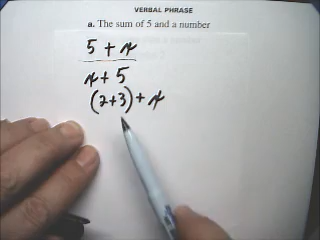 VERBAL PHRASE
a. The sum of 5 and a number
5 + n
n + 5
(2+3) + n